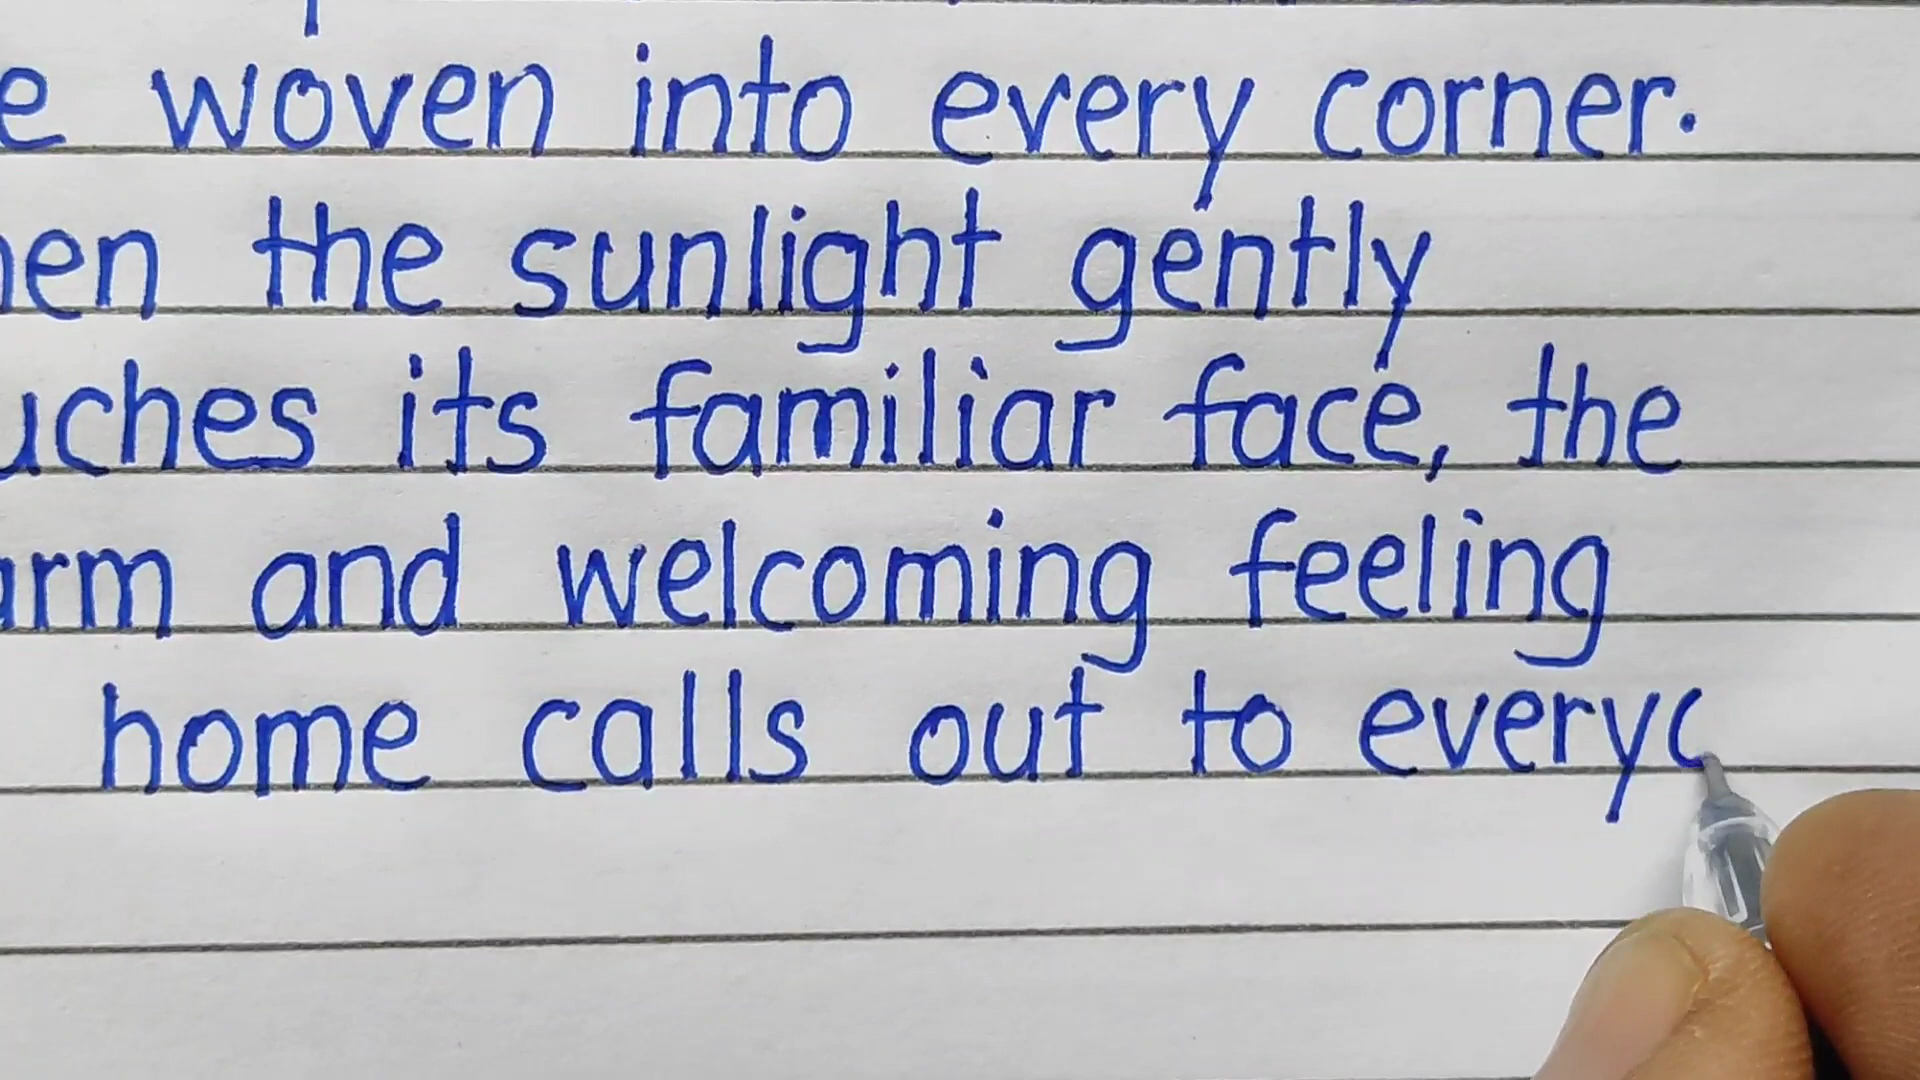 e woven into every corner.
hen the sunlight gently
uches its familiar face, the
arm and welcoming feeling
home calls out to everyc